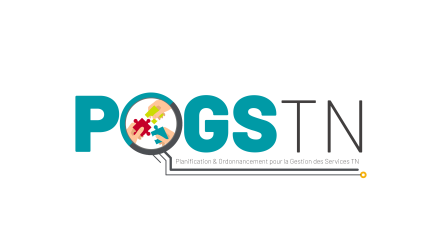 POGSTN
Planification & Ordonnancement pour la Gestion des Services TN